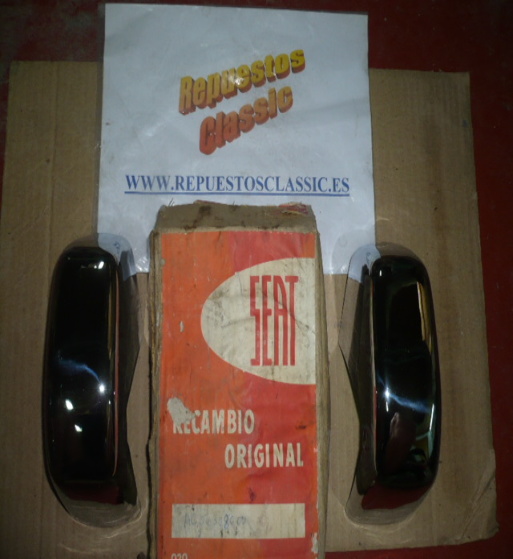 Repuestos
Classic
WWW.REPUESTOSCLASSIC.ES
SEAT
RECAMBIO
ORIGINAL